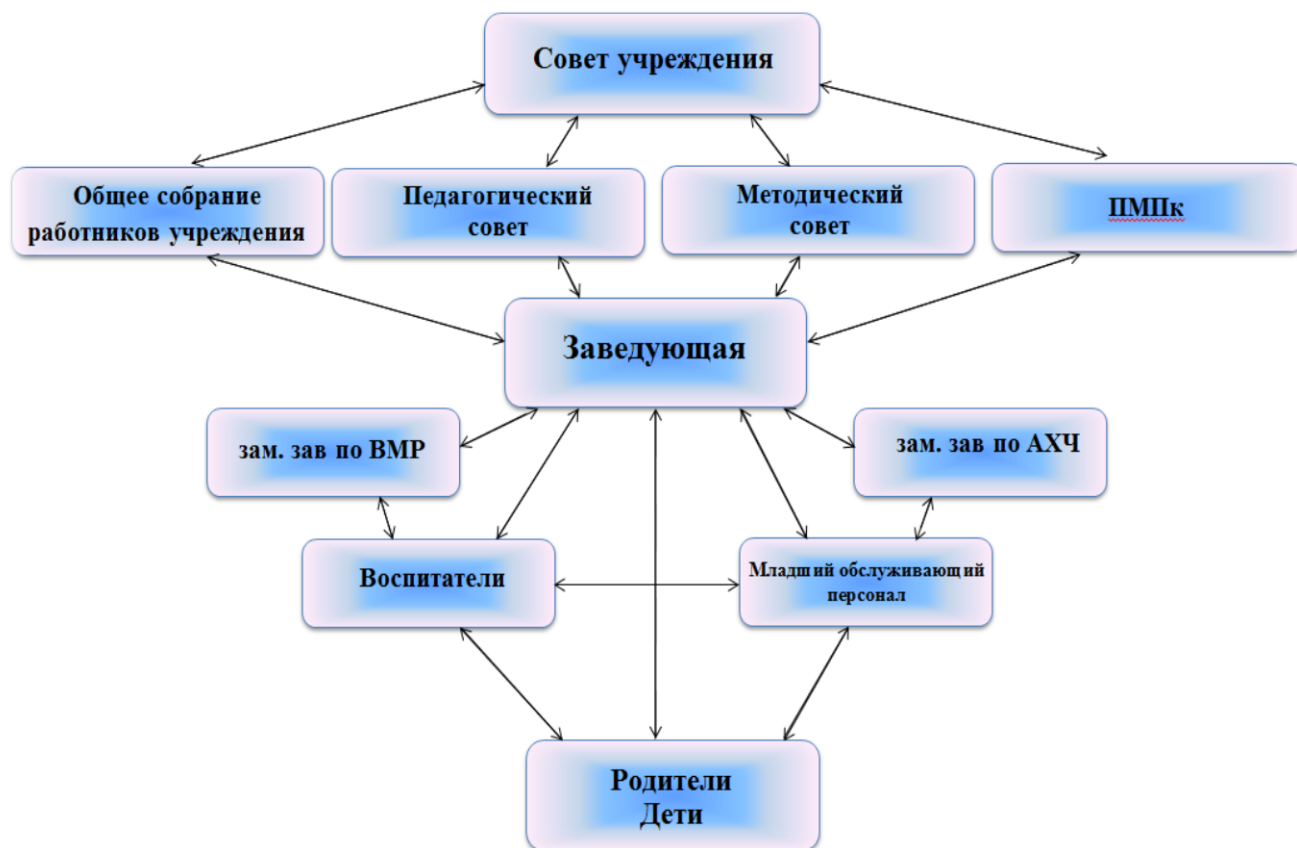 Совет учреждения
Общее собрание
работников учреждения
Педагогический
совет
Методический
совет
ПМПк
Заведующая
зам. зав по ВМР
зам. зав по АХЧ
Воспитатели
Младший обслуживающий
персонал
Родители
Дети